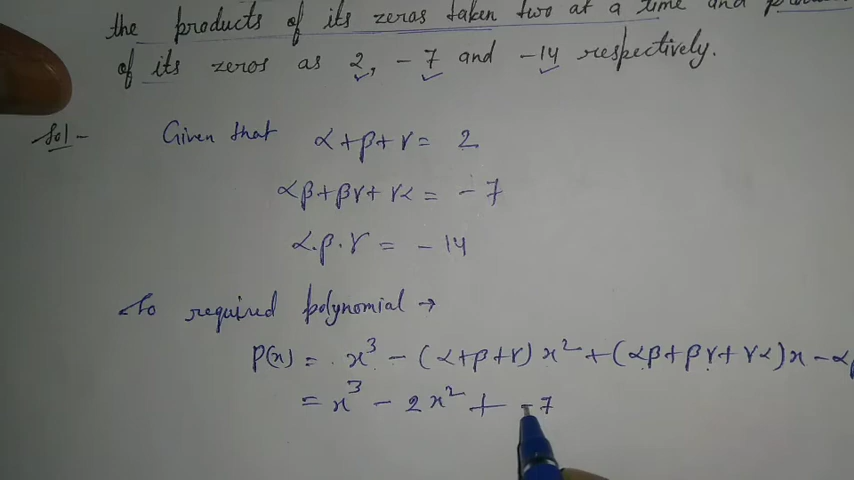 the products of its zeros taken two at a time and
of its zeros as 2, -7 and -14 respectively.
Sol - Given that α+β+γ = 2
αβ+βγ+γα = -7
α.β.γ = -14
So required polynomial →
P(x) = x³ - (α+β+γ) x² + (αβ+βγ+γα)x - αβ
= x³ - 2x² + -7